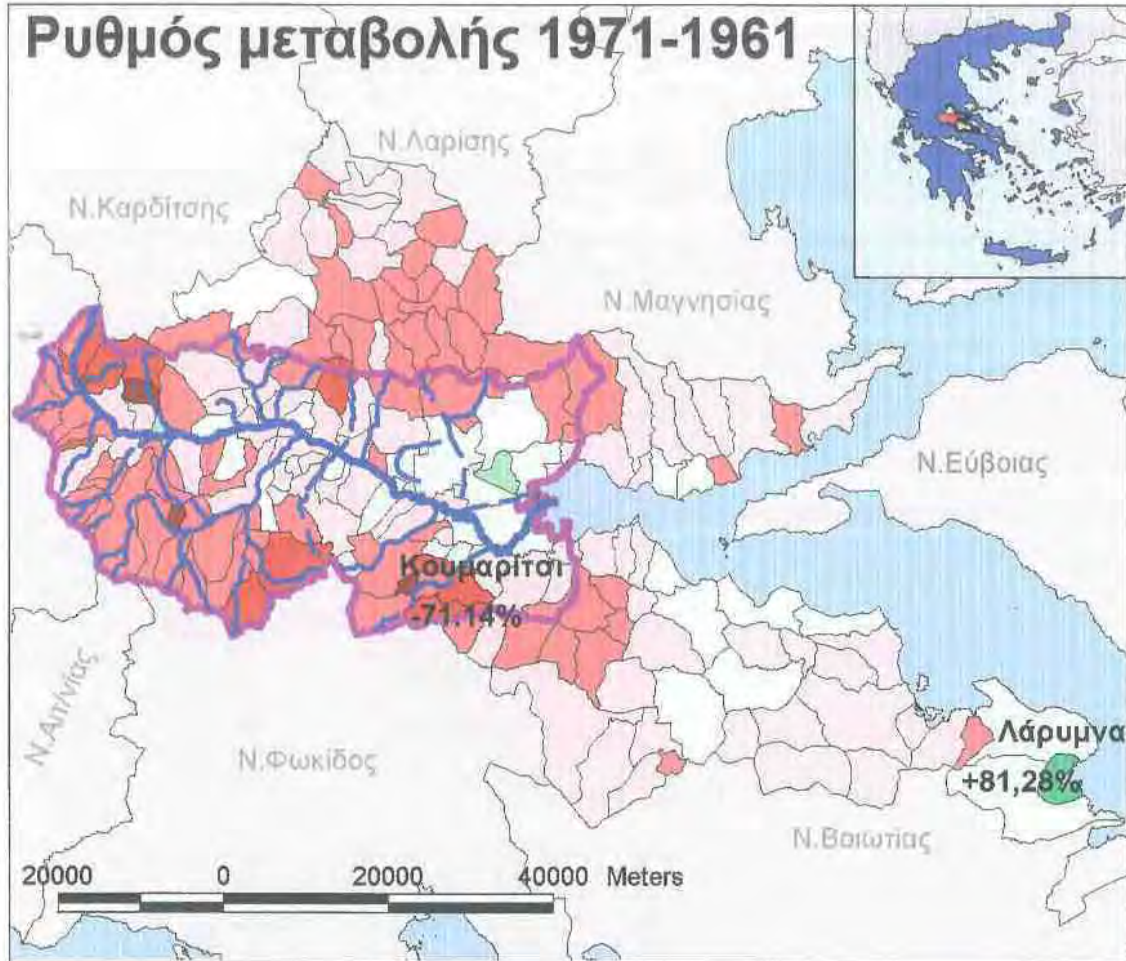 Ρυθμός μεταβολής 1971-1961
Ν.Λαρίσης
Ν.Καρδίτσης
Ν.Μαγνησίας
Ν.Εύβοιας
Κουμαρίτσι
-71.14%
Ν.Αιτ/νίας
Ν.Φωκίδος
Λάρυμνα
+81,28%
Ν.Βοιωτίας
20000 0 20000 40000 Meters